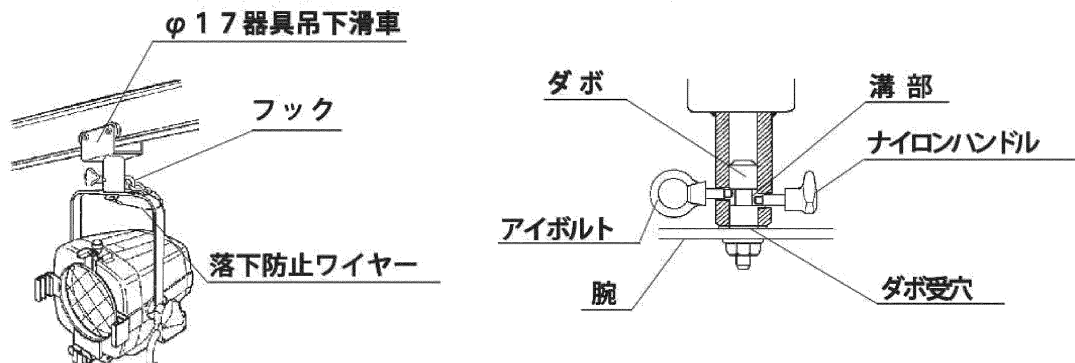 φ17器具吊下滑車
フック
落下防止ワイヤー
ダボ
溝部
ナイロンハンドル
アイボルト
腕
ダボ受穴